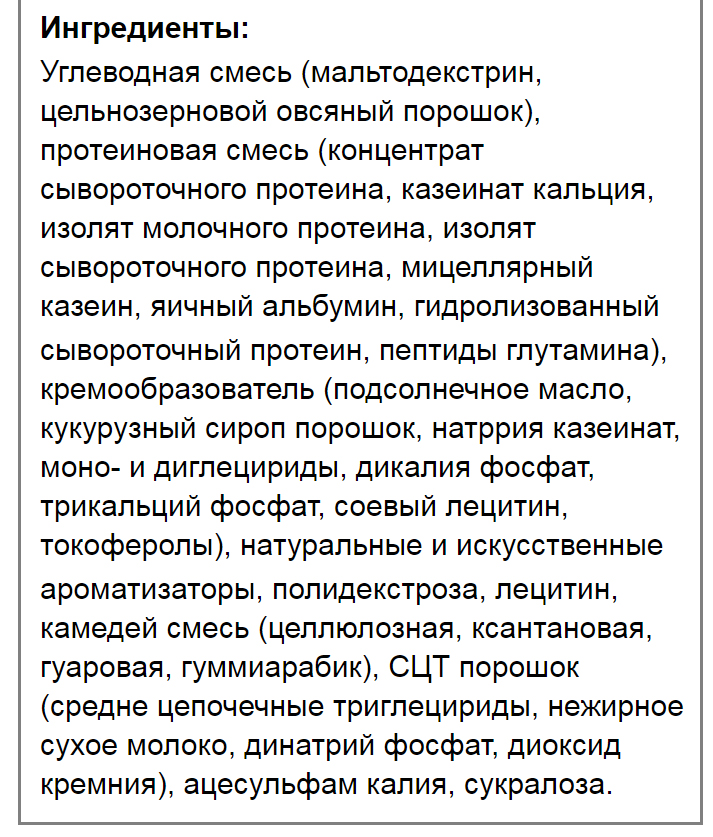 Ингредиенты:
Углеводная смесь (мальтодекстрин,
цельнозерновой овсяный порошок),
протеиновая смесь (концентрат
сывороточного протеина, казеинат кальция,
изолят молочного протеина, изолят
сывороточного протеина, мицеллярный
казеин, яичный альбумин, гидролизованный
сывороточный протеин, пептиды глутамина),
кремообразователь (подсолнечное масло,
кукурузный сироп порошок, натррия казеинат,
моно- и диглецириды, дикалия фосфат,
трикальций фосфат, соевый лецитин,
токоферолы), натуральные и искусственные
ароматизаторы, полидекстроза, лецитин,
камедей смесь (целлюлозная, ксантановая,
гуаровая, гуммиарабик), СЦТ порошок
(средне цепочечные триглецириды, нежирное
сухое молоко, динатрий фосфат, диоксид
кремния), ацесульфам калия, сукралоза.